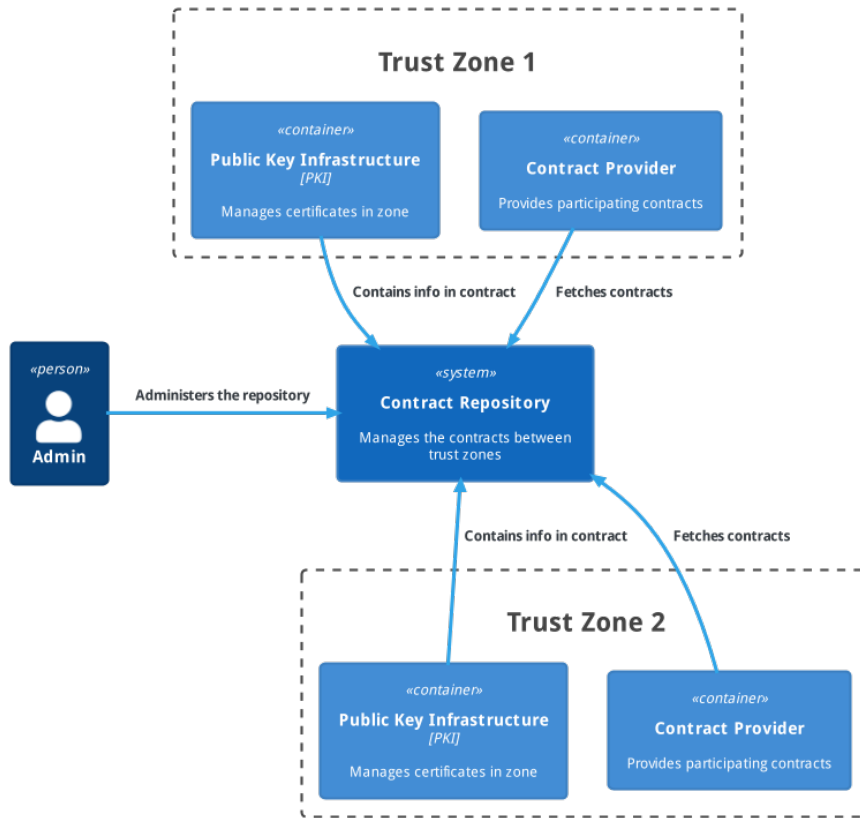 Trust Zone 1
«container»
Public Key Infrastructure
[PKI]
Manages certificates in zone
«container»
Contract Provider
Provides participating contracts
Contains info in contract
Fetches contracts
«person»
Admin
Administers the repository
«system»
Contract Repository
Manages the contracts between
trust zones
Contains info in contract
Fetches contracts
Trust Zone 2
«container»
Public Key Infrastructure
[PKI]
Manages certificates in zone
«container»
Contract Provider
Provides participating contracts